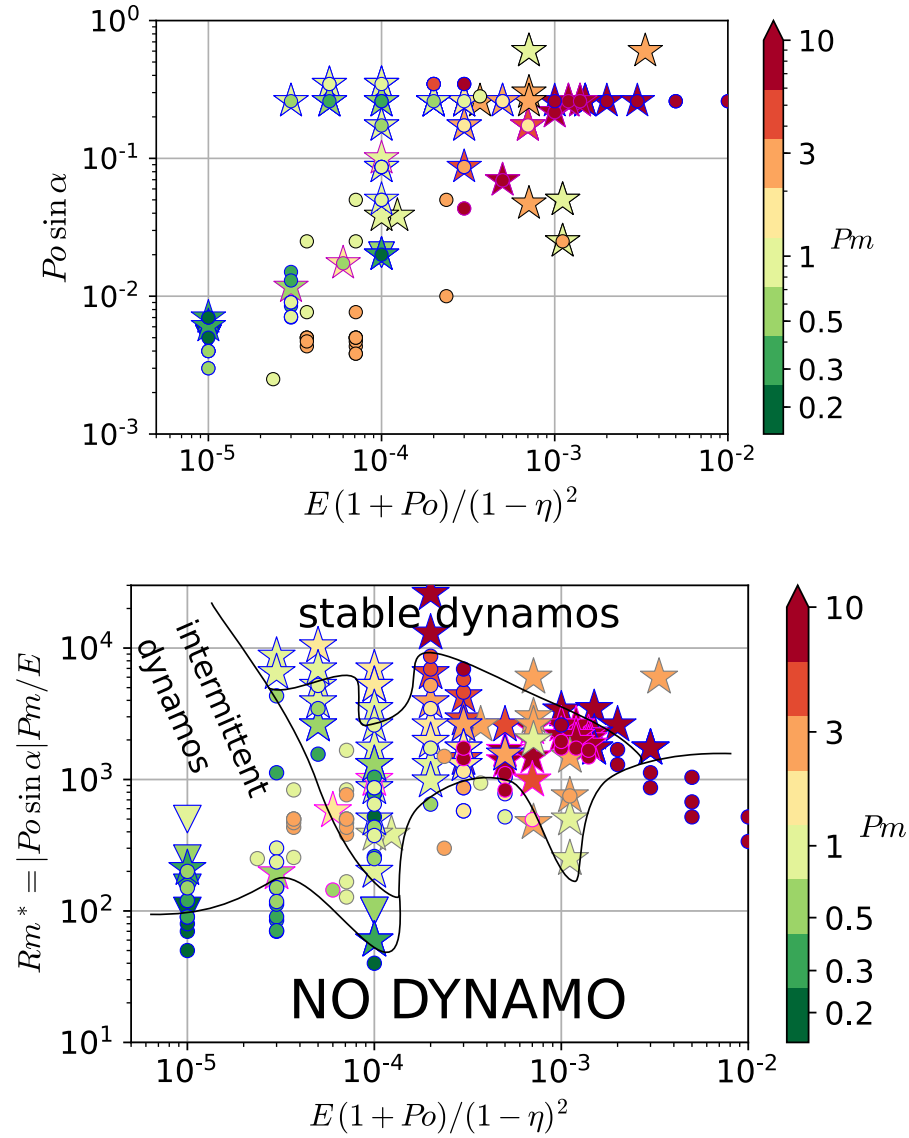 10^0
10^-1
10^-2
10^-3
Po sin α
10^-5
10^-4
10^-3
10^-2
E(1 + Po)/(1 − η)^2
10
3
1
0.5
0.3
0.2
Pm
stable dynamos
intermittent
dynamos
NO DYNAMO
10^4
10^3
10^2
10^1
Rm* = |Po sin α|Pm/E
10^-5
10^-4
10^-3
10^-2
E(1 + Po)/(1 − η)^2
10
3
1
0.5
0.3
0.2
Pm